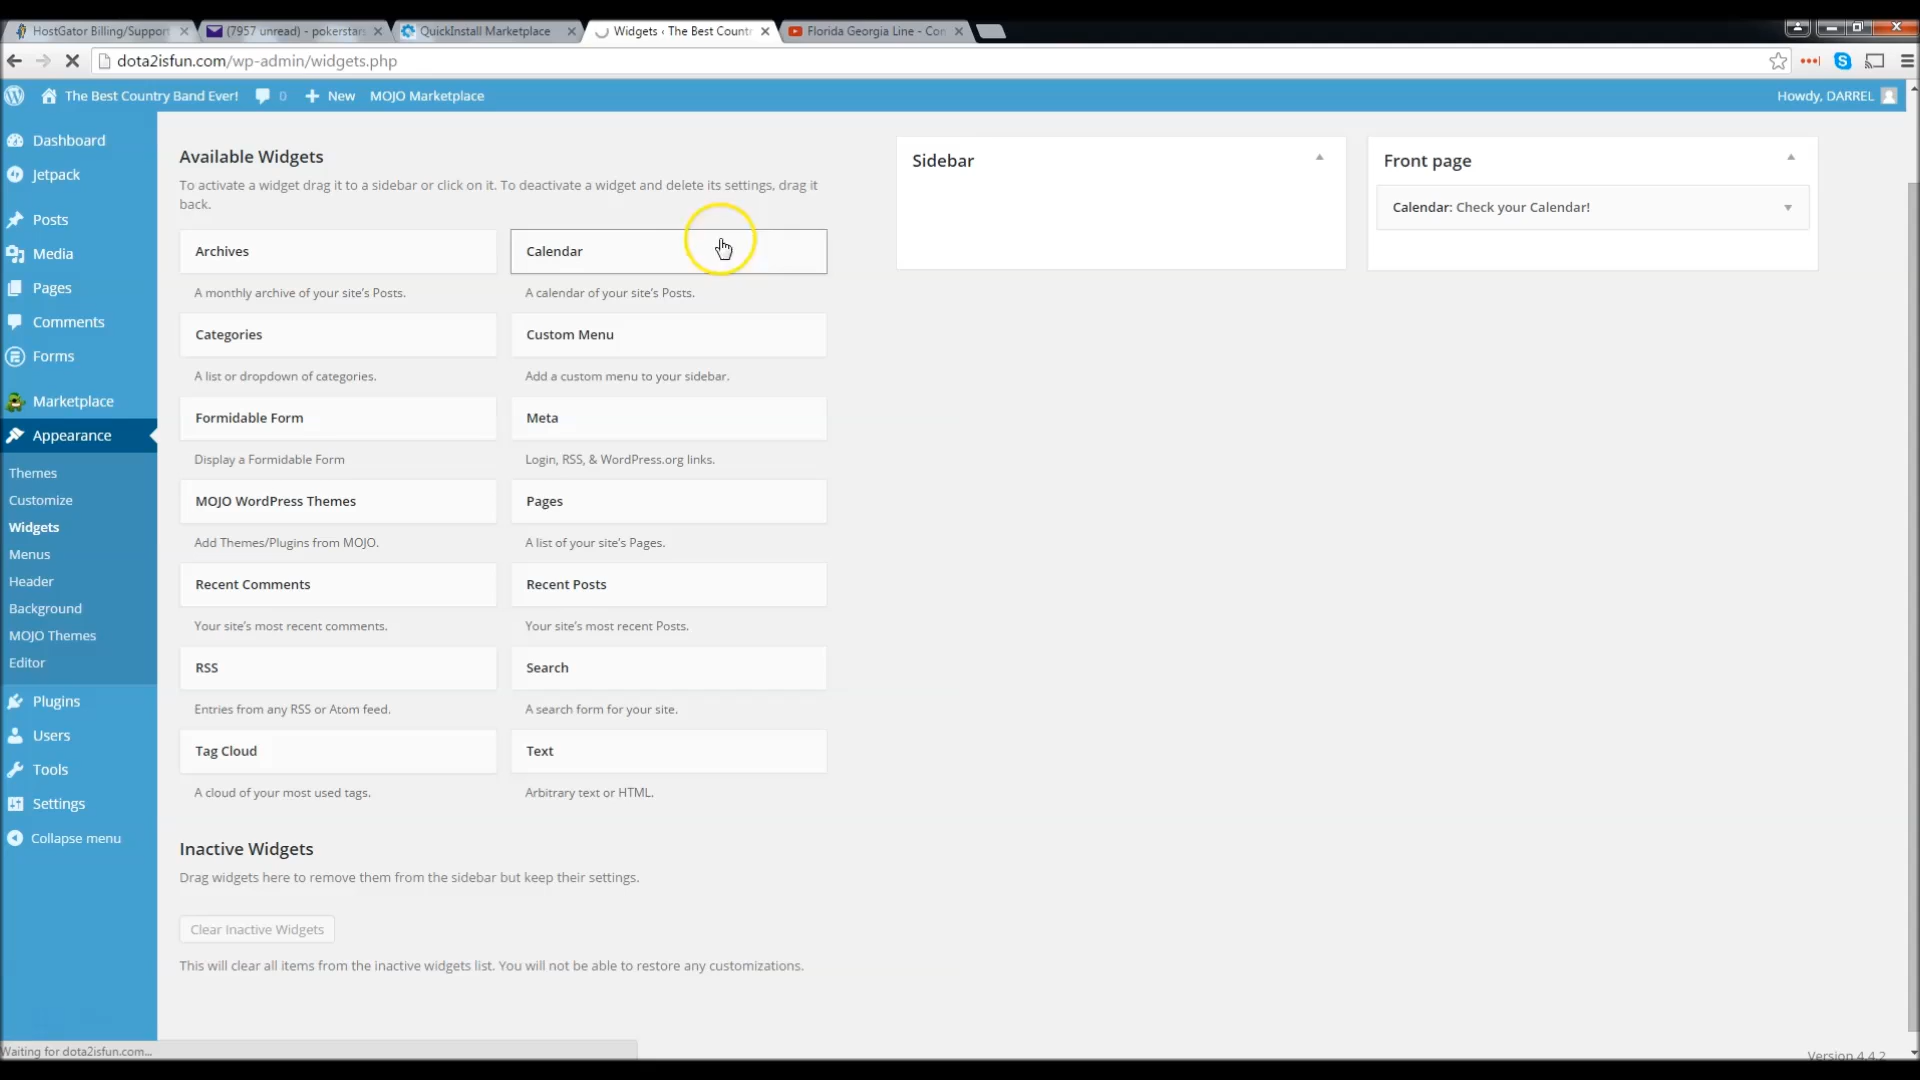 HostGator Billing/Support
(7957 unread) - pokerstars
QuickInstall Marketplace
Widgets ‹ The Best Countr
Florida Georgia Line - Con
dota2isfun.com/wp-admin/widgets.php
The Best Country Band Ever!
0
New
MOJO Marketplace
Howdy, DARREL
Dashboard
Jetpack
Posts
Media
Pages
Comments
Forms
Marketplace
Appearance
Themes
Customize
Widgets
Menus
Header
Background
MOJO Themes
Editor
Plugins
Users
Tools
Settings
Collapse menu
Available Widgets
To activate a widget drag it to a sidebar or click on it. To deactivate a widget and delete its settings, drag it
back.
Archives
A monthly archive of your site's Posts.
Calendar
A calendar of your site's Posts.
Categories
A list or dropdown of categories.
Custom Menu
Add a custom menu to your sidebar.
Formidable Form
Display a Formidable Form
Meta
Login, RSS, & WordPress.org links.
MOJO WordPress Themes
Add Themes/Plugins from MOJO.
Pages
A list of your site's Pages.
Recent Comments
Your site's most recent comments.
Recent Posts
Your site's most recent Posts.
RSS
Entries from any RSS or Atom feed.
Search
A search form for your site.
Tag Cloud
A cloud of your most used tags.
Text
Arbitrary text or HTML.
Inactive Widgets
Drag widgets here to remove them from the sidebar but keep their settings.
Clear Inactive Widgets
This will clear all items from the inactive widgets list. You will not be able to restore any customizations.
Sidebar
Front page
Calendar: Check your Calendar!
Waiting for dota2isfun.com...
Version 4.4.2